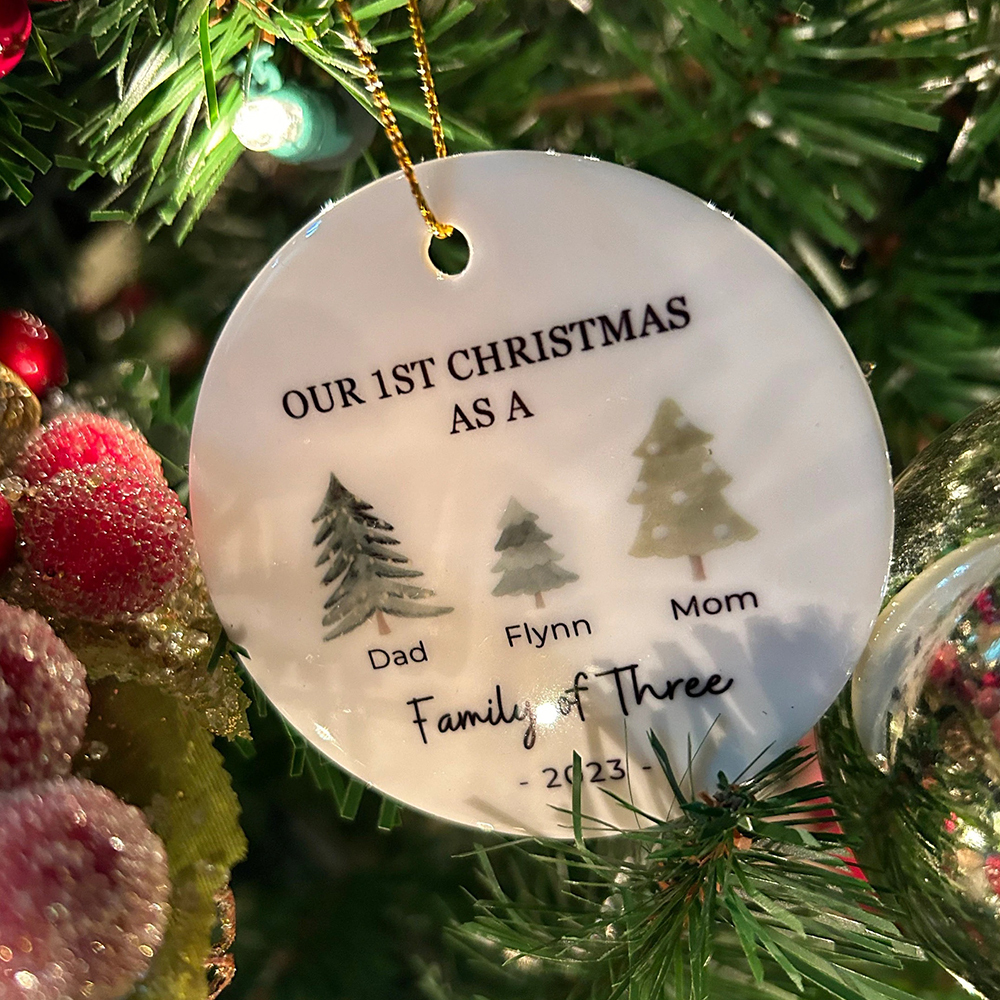 OUR 1ST CHRISTMAS
AS A
Dad Flynn Mom
Family of Three
- 2023 -